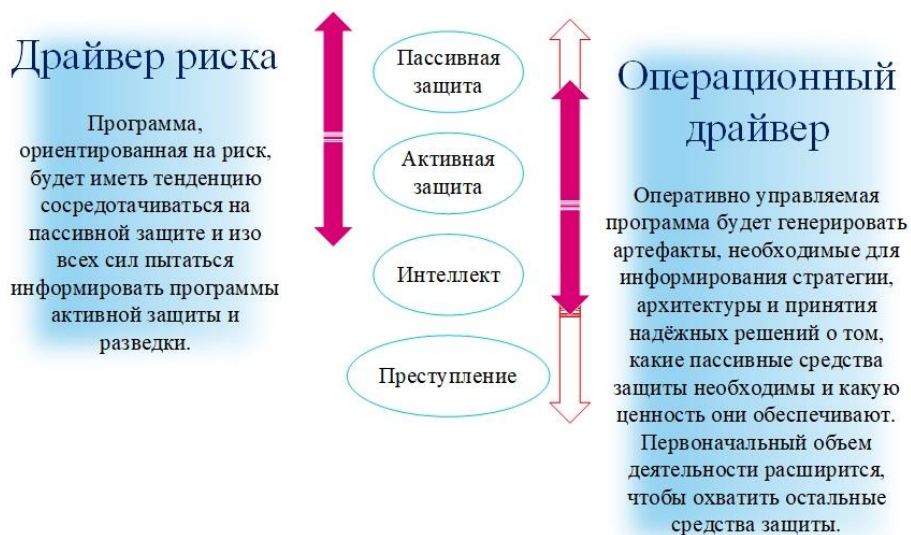 Драйвер риска
Программа,
ориентированная на риск,
будет иметь тенденцию
сосредотачиваться на
пассивной защите и изо
всех сил пытаться
информировать программы
активной защиты и
разведки.
Пассивная
защита
Активная
защита
Интеллект
Преступление
Операционный
драйвер
Оперативно управляемая
программа будет генерировать
артефакты, необходимые для
информирования стратегии,
архитектуры и принятия
надёжных решений о том,
какие пассивные средства
защиты необходимы и какую
ценность они обеспечивают.
Первоначальный объем
деятельности расширится,
чтобы охватить остальные
средства защиты.